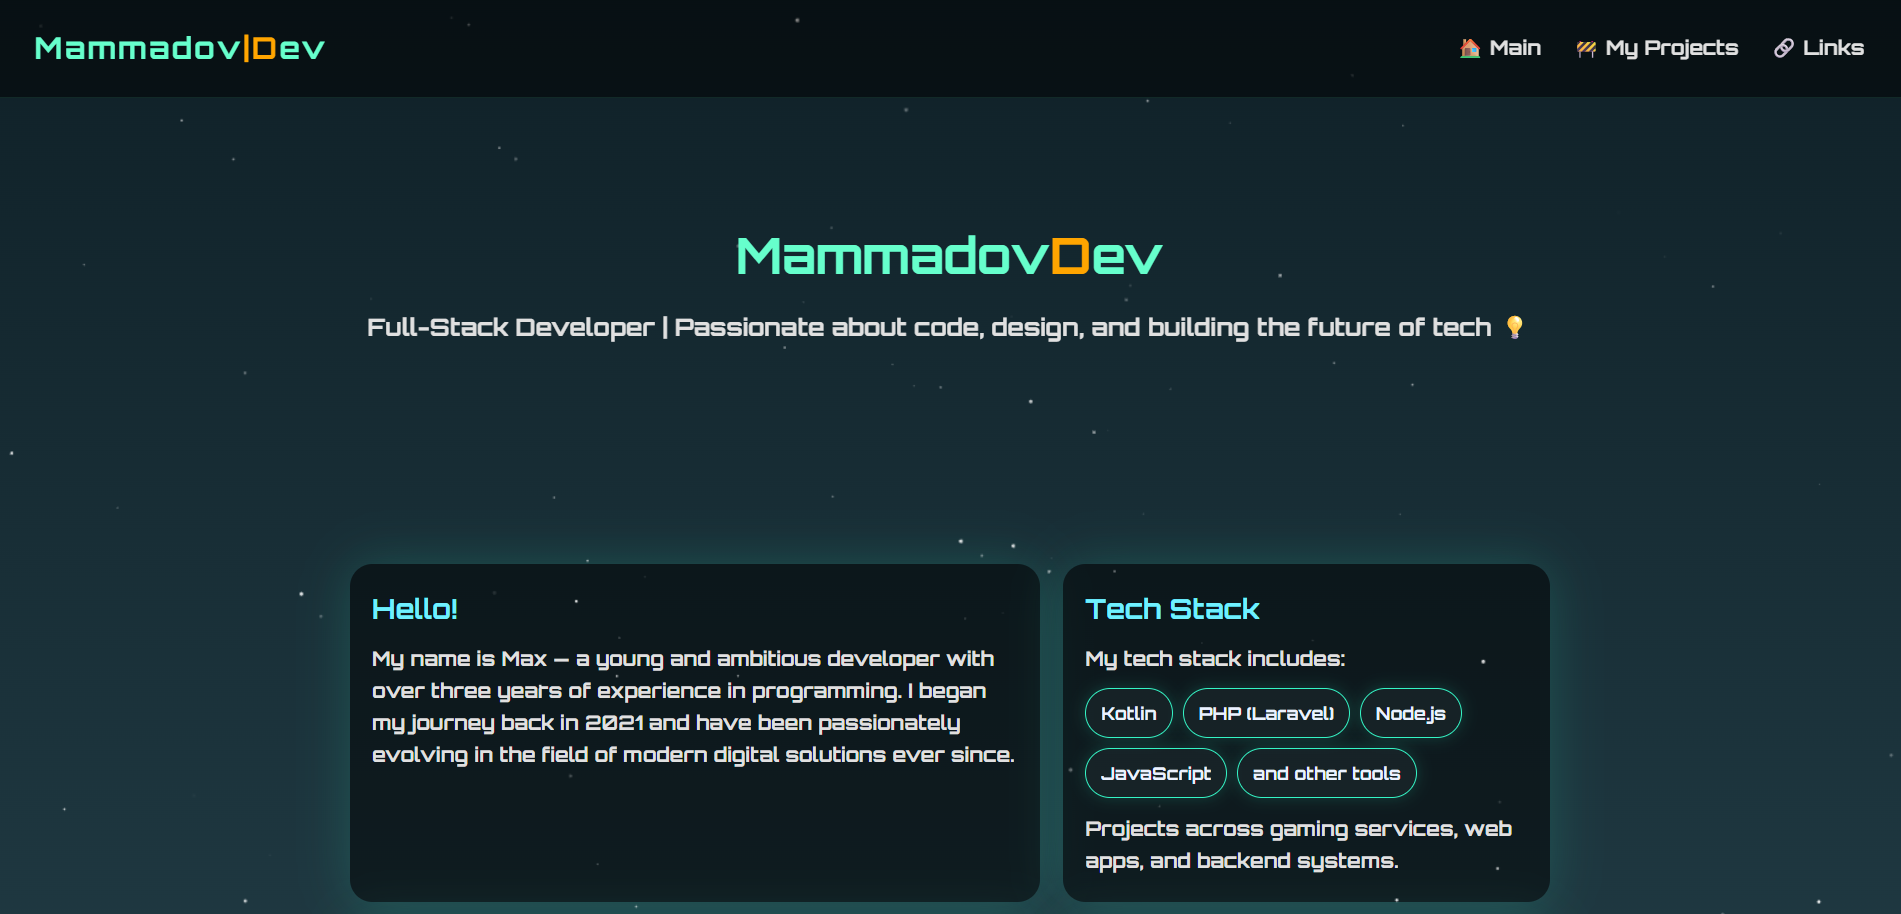 Mammadov|Dev
Main
My Projects
Links
MammadovDev
Full-Stack Developer | Passionate about code, design, and building the future of tech
Hello!
My name is Max – a young and ambitious developer with
over three years of experience in programming. I began
my journey back in 2021 and have been passionately
evolving in the field of modern digital solutions ever since.
Tech Stack
My tech stack includes:
Kotlin
PHP (Laravel)
Node.js
JavaScript
and other tools
Projects across gaming services, web
apps, and backend systems.